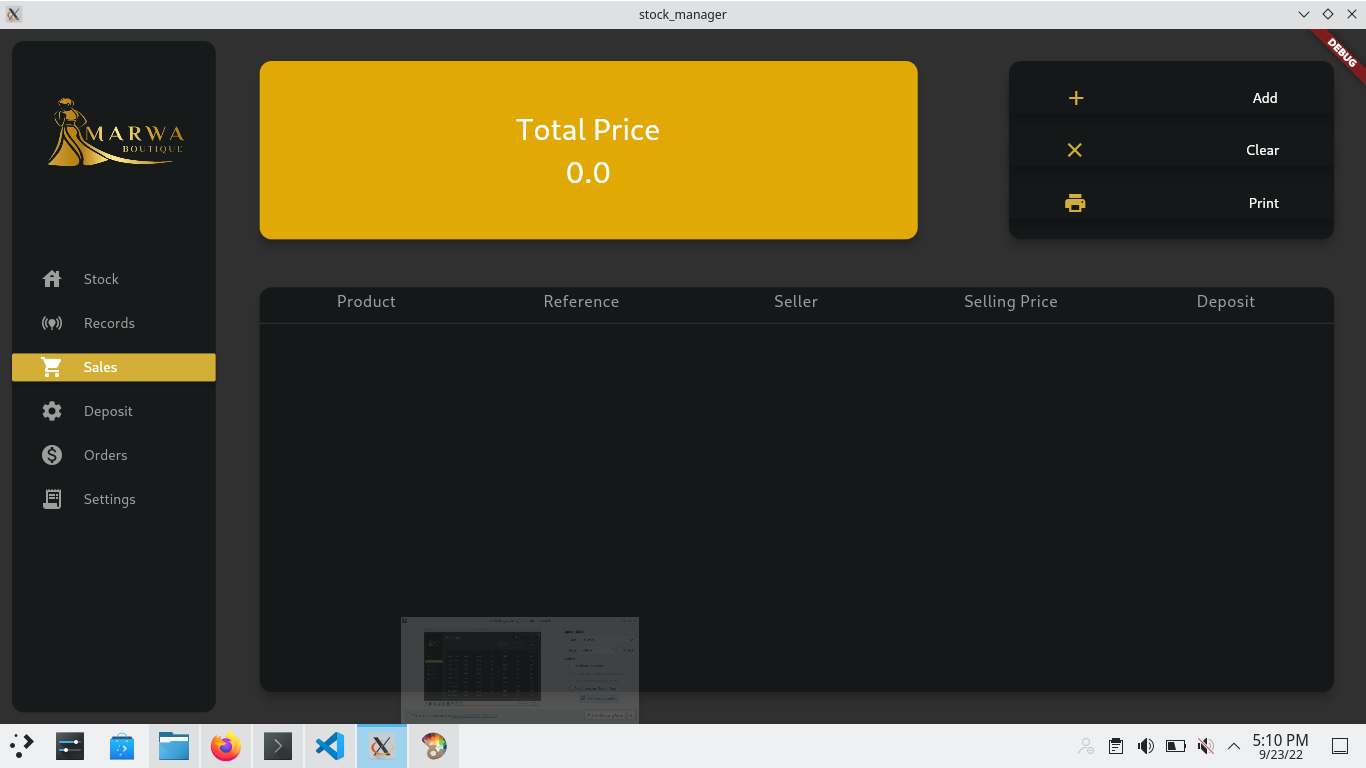 stock_manager
DEBUG
MARWA
BOUTIQUE
Total Price
0.0
Add
Clear
Print
Stock
Records
Sales
Deposit
Orders
Settings
Product Reference Seller Selling Price Deposit
5:10 PM
9/23/22